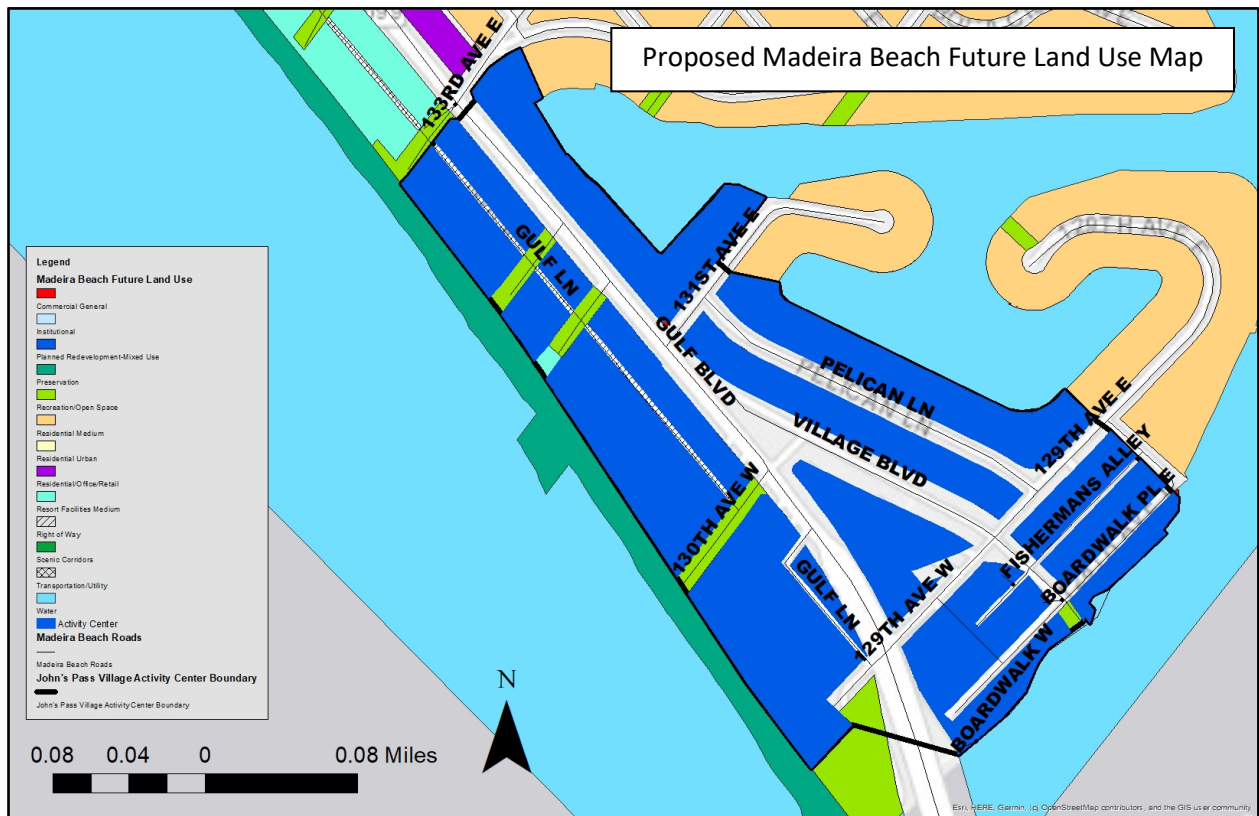 Proposed Madeira Beach Future Land Use Map
133RD AVE E
GULF LN
131ST AVE E
GULF BLVD
PELICAN LN
PELICAN LN
VILLAGE BLVD
129TH AVE E
129TH AVE E
FISHERMANS ALLEY
BOARDWALK PL E
130TH AVE W
GULF LN
129TH AVE W
BOARDWALK W
Legend
Madeira Beach Future Land Use
Commercial General
Institutional
Planned Redevelopment-Mixed Use
Preservation
Recreation/Open Space
Residential Medium
Residential Urban
Residential/Office/Retail
Resort Facilities Medium
Right of Way
Scenic Corridors
Transportation/Utility
Water
Activity Center
Madeira Beach Roads
Madeira Beach Roads
John's Pass Village Activity Center Boundary
John's Pass Village Activity Center Boundary
N
0.08 0.04 0 0.08 Miles
Esri, HERE, Garmin, (c) OpenStreetMap contributors, and the GIS user community